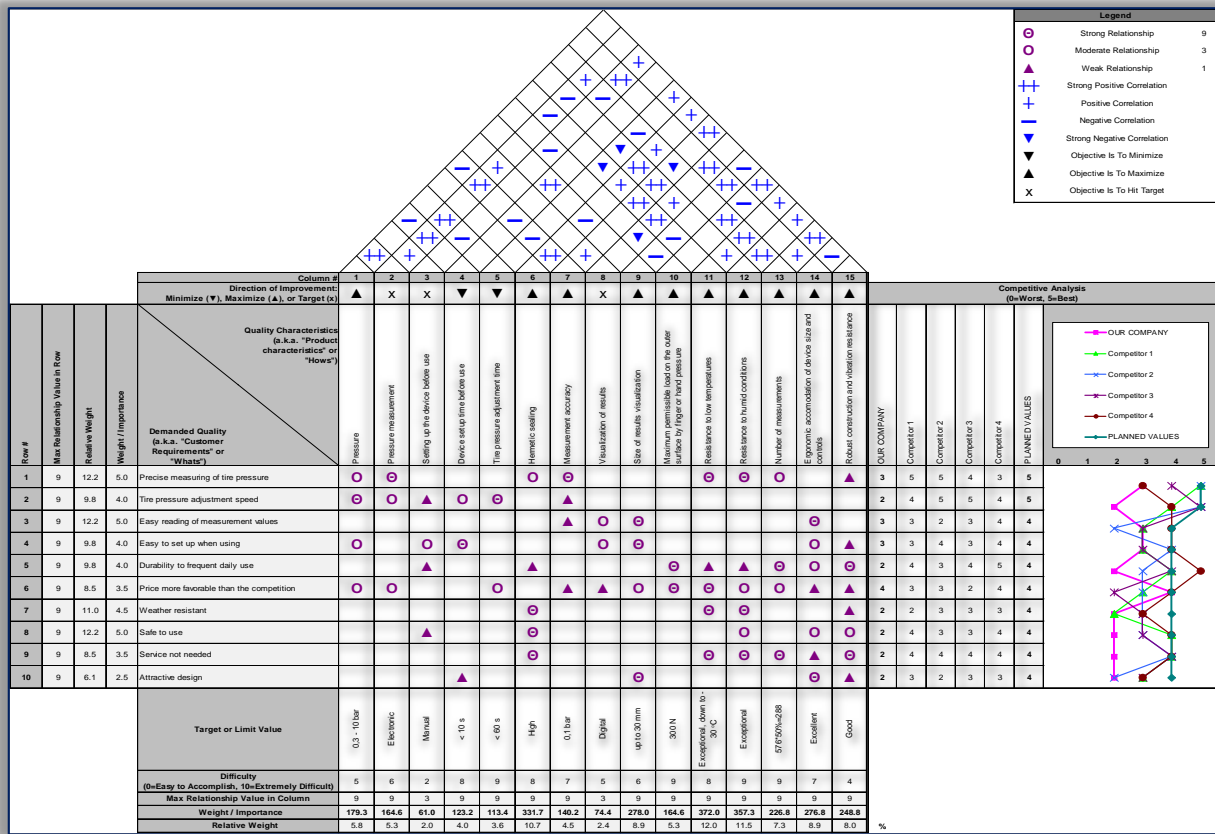 Legend
Θ Strong Relationship 9
Ο Moderate Relationship 3
▲ Weak Relationship 1
++ Strong Positive Correlation
+ Positive Correlation
− Negative Correlation
▼ Strong Negative Correlation
▼ Objective Is To Minimize
▲ Objective Is To Maximize
x Objective Is To Hit Target
Column # 1 2 3 4 5 6 7 8 9 10 11 12 13 14 15
Direction of Improvement:
Minimize (▼), Maximize (▲), or Target (x) ▲ x x ▼ ▼ ▲ ▲ x ▲ ▲ ▲ ▲ ▲ ▲ ▲
Competitive Analysis
(0=Worst, 5=Best)
Row #
Max Relationship Value in Row
Relative Weight
Weight / Importance
Quality Characteristics
(a.k.a. "Product
characteristics" or
"Hows")
Demanded Quality
(a.k.a. "Customer
Requirements" or
"Whats")
Pressure
Pressure measurement
Setting up the device before use
Device setup time before use
Tire pressure adjustment time
Hermetic sealing
Measurement accuracy
Visualization of results
Size of results visualization
Maximum permissible load on the outer
surface by finger or hand pressure
Resistance to low temperatures
Resistance to humid conditions
Number of measurements
Ergonomic accomodation of device size and
controls
Robust construction and vibration resistance
OUR COMPANY
Competitor 1
Competitor 2
Competitor 3
Competitor 4
PLANNED VALUES
OUR COMPANY
Competitor 1
Competitor 2
Competitor 3
Competitor 4
PLANNED VALUES
0 1 2 3 4 5
1 9 12.2 5.0 Precise measuring of tire pressure Ο Θ Ο Θ Θ Θ Ο ▲ 3 5 5 4 3 5
2 9 9.8 4.0 Tire pressure adjustment speed Θ Ο ▲ Ο Θ ▲ 2 4 5 5 4 5
3 9 12.2 5.0 Easy reading of measurement values ▲ Ο Θ Θ 3 3 2 3 4 4
4 9 9.8 4.0 Easy to set up when using Ο Ο Θ Ο Θ Ο ▲ 3 3 4 3 4 4
5 9 9.8 4.0 Durability to frequent daily use ▲ ▲ Θ ▲ ▲ Θ Ο Θ 2 4 3 4 5 4
6 9 8.5 3.5 Price more favorable than the competition Ο Ο Ο ▲ ▲ Ο Θ Θ Ο Ο ▲ ▲ 4 3 3 2 4 4
7 9 11.0 4.5 Weather resistant Θ Θ Θ ▲ 2 2 3 3 3 4
8 9 12.2 5.0 Safe to use ▲ Θ Ο Ο Ο 2 4 3 3 4 4
9 9 8.5 3.5 Service not needed Θ Θ Θ Θ ▲ Θ 2 4 4 4 4 4
10 9 6.1 2.5 Attractive design ▲ Θ Θ ▲ 2 3 2 3 3 4
Target or Limit Value
0,3 - 10 bar
Electronic
Manual
< 10 s
< 60 s
High
0,1 bar
Digital
up to 30 mm
300 N
Exceptional, down to -
30 °C
Exceptional
576*50%=288
Excellent
Good
Difficulty
(0=Easy to Accomplish, 10=Extremely Difficult) 5 6 2 8 9 8 7 5 6 9 8 9 9 7 4
Max Relationship Value in Column 9 9 3 9 9 9 9 3 9 9 9 9 9 9 9
Weight / Importance 179.3 164.6 61.0 123.2 113.4 331.7 140.2 74.4 278.0 164.6 372.0 357.3 226.8 276.8 248.8
Relative Weight 5.8 5.3 2.0 4.0 3.6 10.7 4.5 2.4 8.9 5.3 12.0 11.5 7.3 8.9 8.0 %